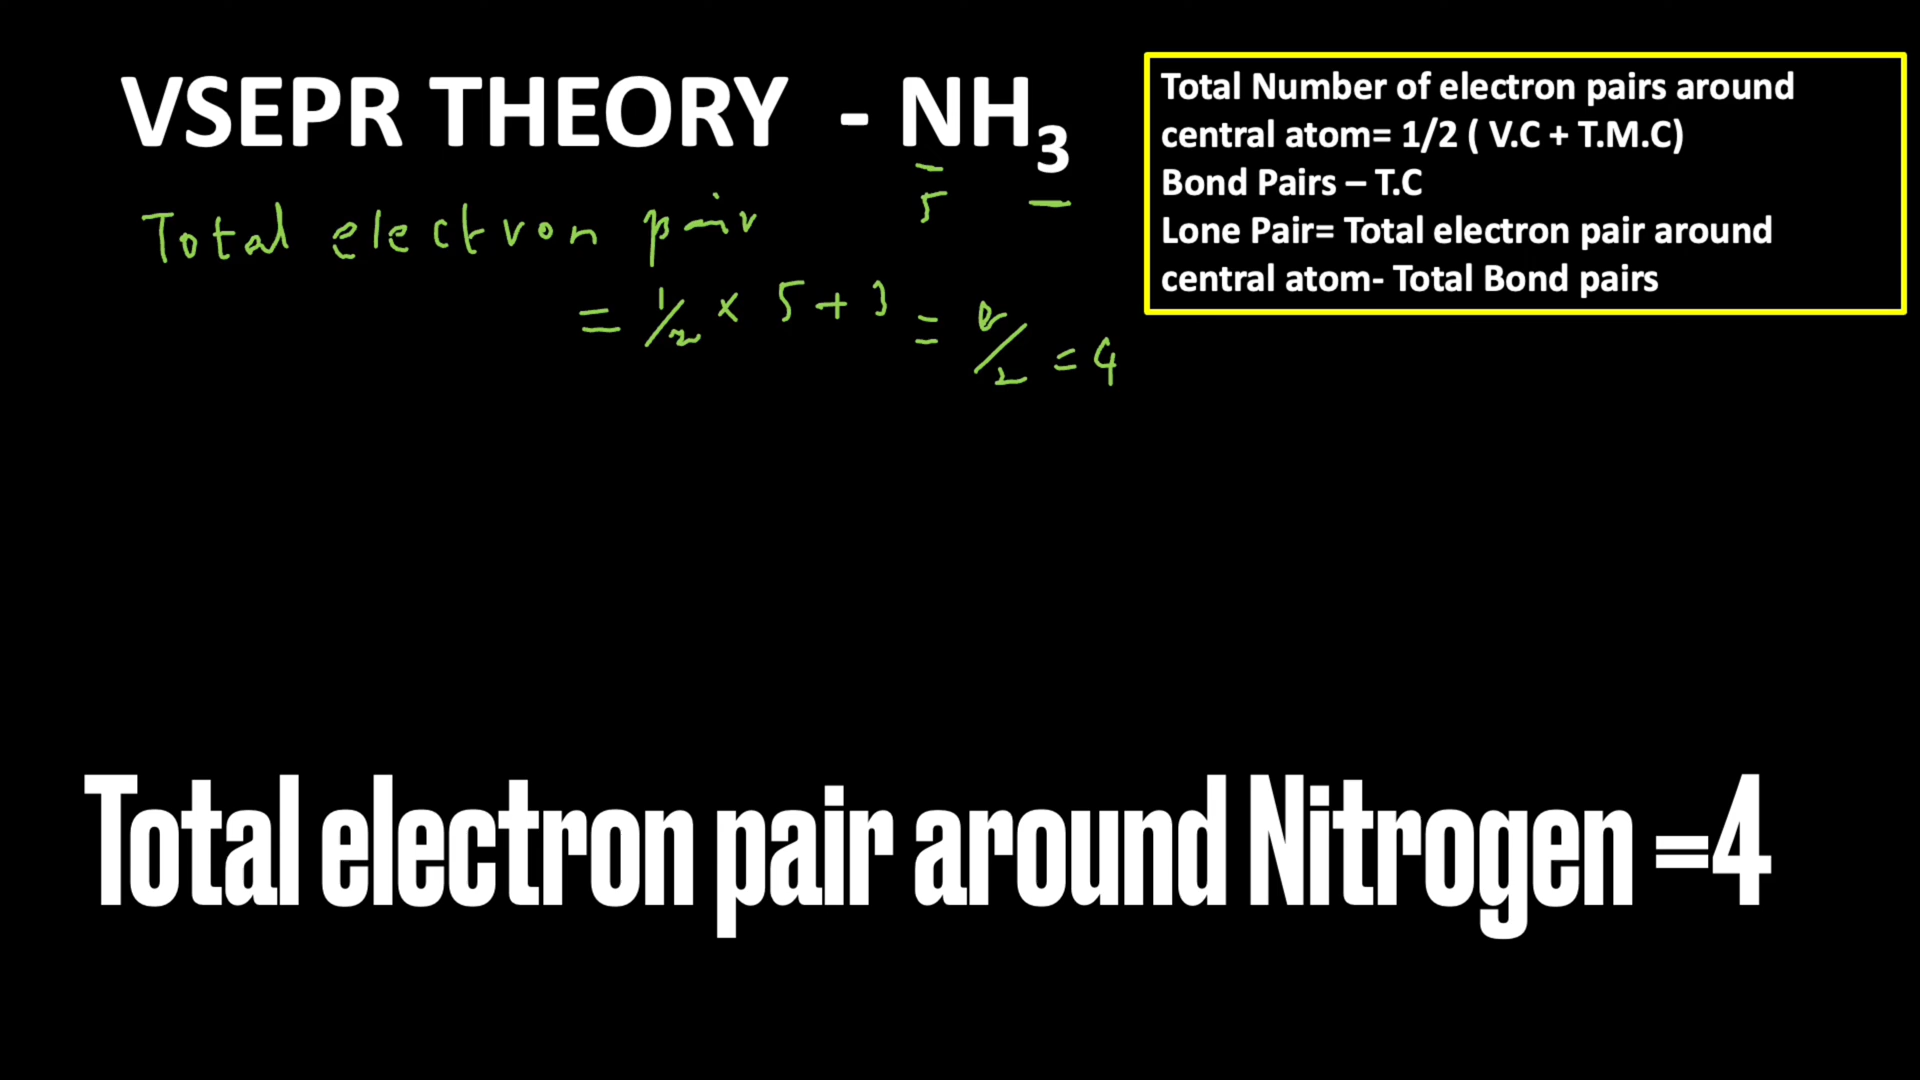 VSEPR THEORY - NH₃
5
Total electron pair
= 1/2 × 5 + 3 = 8/2 = 4
Total Number of electron pairs around
central atom= 1/2 ( V.C + T.M.C)
Bond Pairs – T.C
Lone Pair= Total electron pair around
central atom- Total Bond pairs
Total electron pair around Nitrogen =4